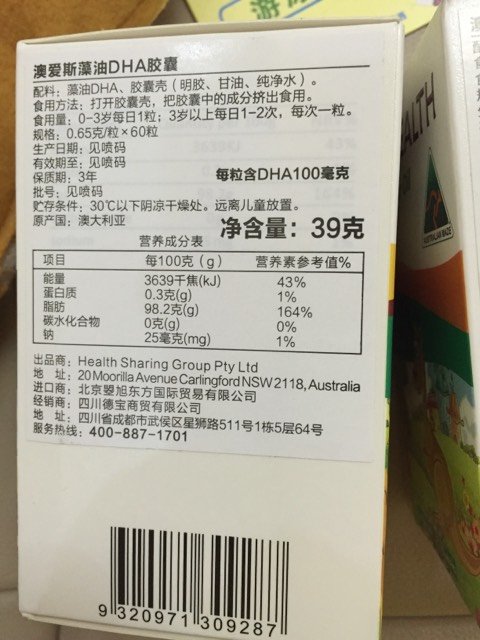 游
澳爱斯藻油DHA胶囊
配料：藻油DHA、胶囊壳（明胶、甘油、纯净水）。
食用方法：打开胶囊壳，把胶囊中的成分挤出食用。
食用量：0-3岁每日1粒；3岁以上每日1-2次，每次一粒。
规格：0.65克/粒×60粒
生产日期：见喷码
有效期至：见喷码
保质期：3年
每粒含DHA100毫克
批号：见喷码
贮存条件：30℃以下阴凉干燥处。远离儿童放置。
原产国：澳大利亚
净含量：39克
营养成分表
项目 每100克（g） 营养素参考值%
能量 3639千焦(kJ) 43%
蛋白质 0.3克(g) 1%
脂肪 98.2克(g) 164%
碳水化合物 0克(g) 0%
钠 25毫克(mg) 1%
出品商：Health Sharing Group Pty Ltd
地 址：20 Moorilla Avenue Carlingford NSW 2118, Australia
进口商：北京婴旭东方国际贸易有限公司
经销商：四川德宝商贸有限公司
地 址：四川省成都市武侯区星狮路511号1栋5层64号
服务热线：400-887-1701
9 320971 309287
ALTH
AUSTRALIAN MADE